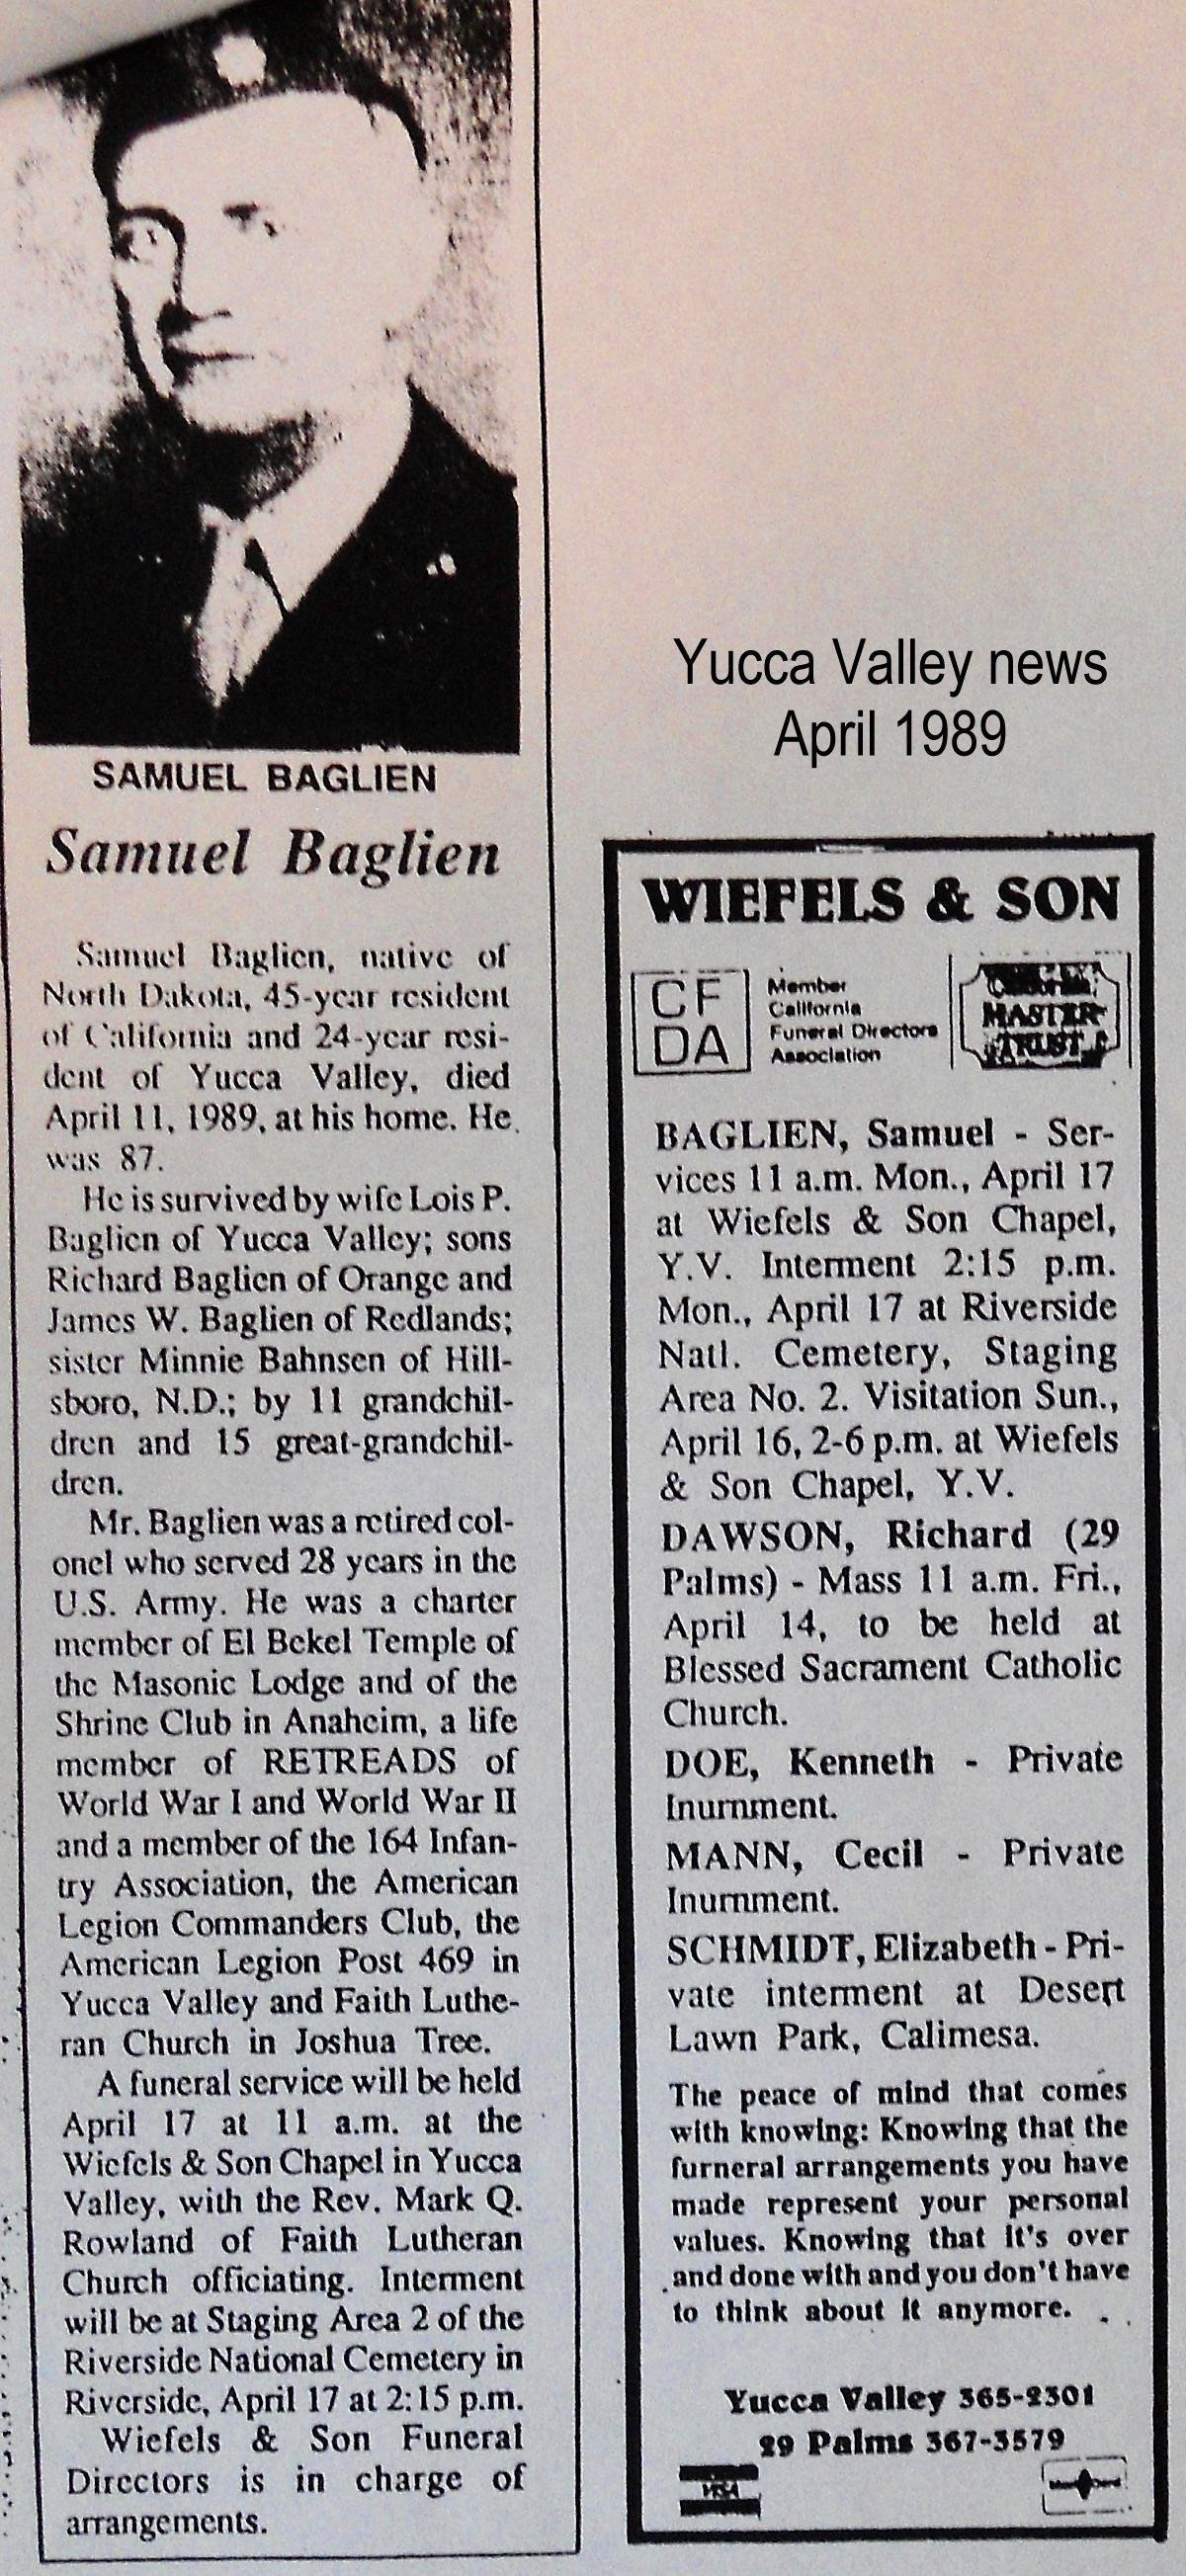 SAMUEL BAGLIEN
Samuel Baglien
Samuel Baglien, native of
North Dakota, 45-year resident
of California and 24-year resi-
dent of Yucca Valley, died
April 11, 1989, at his home. He
was 87.
He is survived by wife Lois P.
Baglien of Yucca Valley; sons
Richard Baglien of Orange and
James W. Baglien of Redlands;
sister Minnie Bahnsen of Hill-
sboro, N.D.; by 11 grandchil-
dren and 15 great-grandchil-
dren.
Mr. Baglien was a retired col-
onel who served 28 years in the
U.S. Army. He was a charter
member of El Bekel Temple of
the Masonic Lodge and of the
Shrine Club in Anaheim, a life
member of RETREADS of
World War I and World War II
and a member of the 164 Infan-
try Association, the American
Legion Commanders Club, the
American Legion Post 469 in
Yucca Valley and Faith Luthe-
ran Church in Joshua Tree.
A funeral service will be held
April 17 at 11 a.m. at the
Wiefels & Son Chapel in Yucca
Valley, with the Rev. Mark Q.
Rowland of Faith Lutheran
Church officiating. Interment
will be at Staging Area 2 of the
Riverside National Cemetery in
Riverside, April 17 at 2:15 p.m.
Wiefels & Son Funeral
Directors is in charge of
arrangements.
Yucca Valley news
April 1989
WIEFELS & SON
CF
DA
Member
California
Funeral Directors
Association
California
MASTER
TRUST
BAGLIEN, Samuel - Ser-
vices 11 a.m. Mon., April 17
at Wiefels & Son Chapel,
Y.V. Interment 2:15 p.m.
Mon., April 17 at Riverside
Natl. Cemetery, Staging
Area No. 2. Visitation Sun.,
April 16, 2-6 p.m. at Wiefels
& Son Chapel, Y.V.
DAWSON, Richard (29
Palms) - Mass 11 a.m. Fri.,
April 14, to be held at
Blessed Sacrament Catholic
Church.
DOE, Kenneth - Private
Inurnment.
MANN, Cecil - Private
Inurnment.
SCHMIDT, Elizabeth - Pri-
vate interment at Desert
Lawn Park, Calimesa.
The peace of mind that comes
with knowing: Knowing that the
furneral arrangements you have
made represent your personal
values. Knowing that it's over
and done with and you don't have
to think about it anymore.
Yucca Valley 365-2301
29 Palms 367-3579
VISA
MasterCard